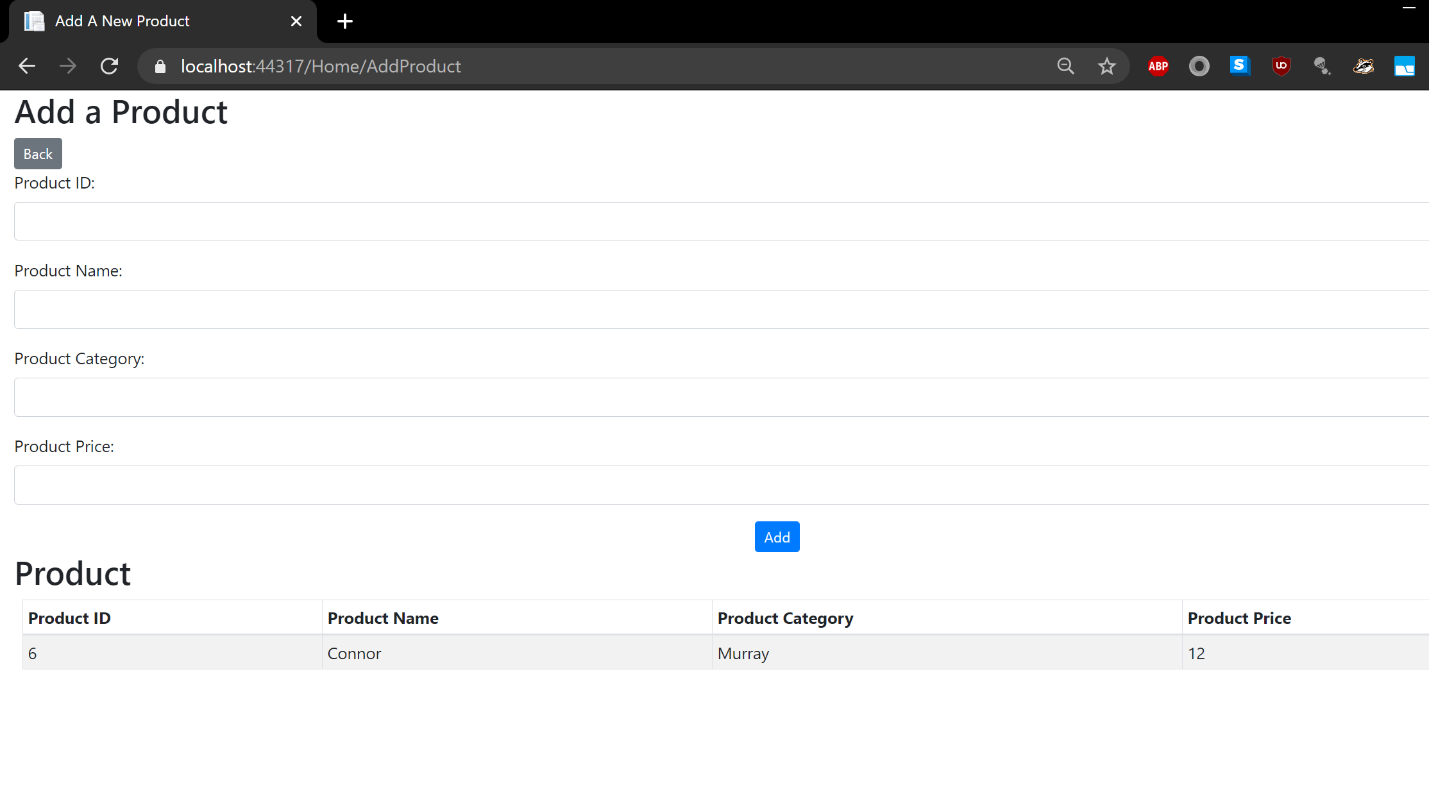 Add A New Product
localhost:44317/Home/AddProduct
ABP
S
UD
Add a Product
Back
Product ID:
Product Name:
Product Category:
Product Price:
Add
Product
Product ID Product Name Product Category Product Price
6 Connor Murray 12